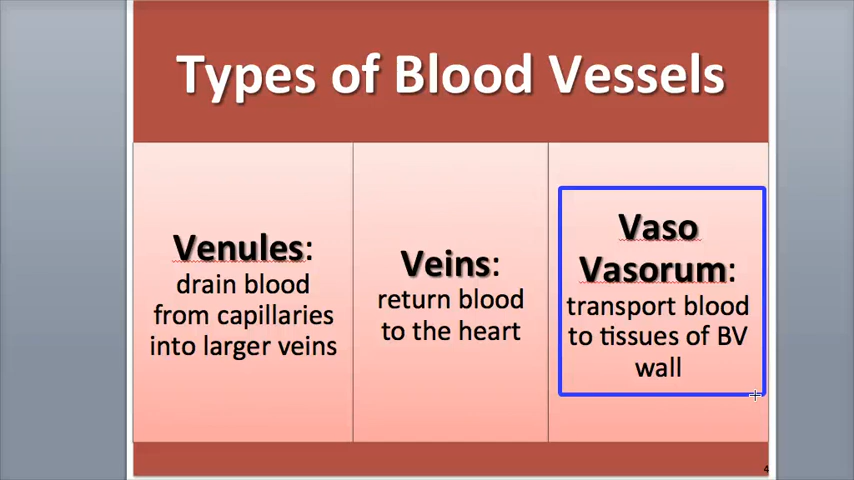 Types of Blood Vessels
Venules:
drain blood
from capillaries
into larger veins
Veins:
return blood
to the heart
Vaso
Vasorum:
transport blood
to tissues of BV
wall
4